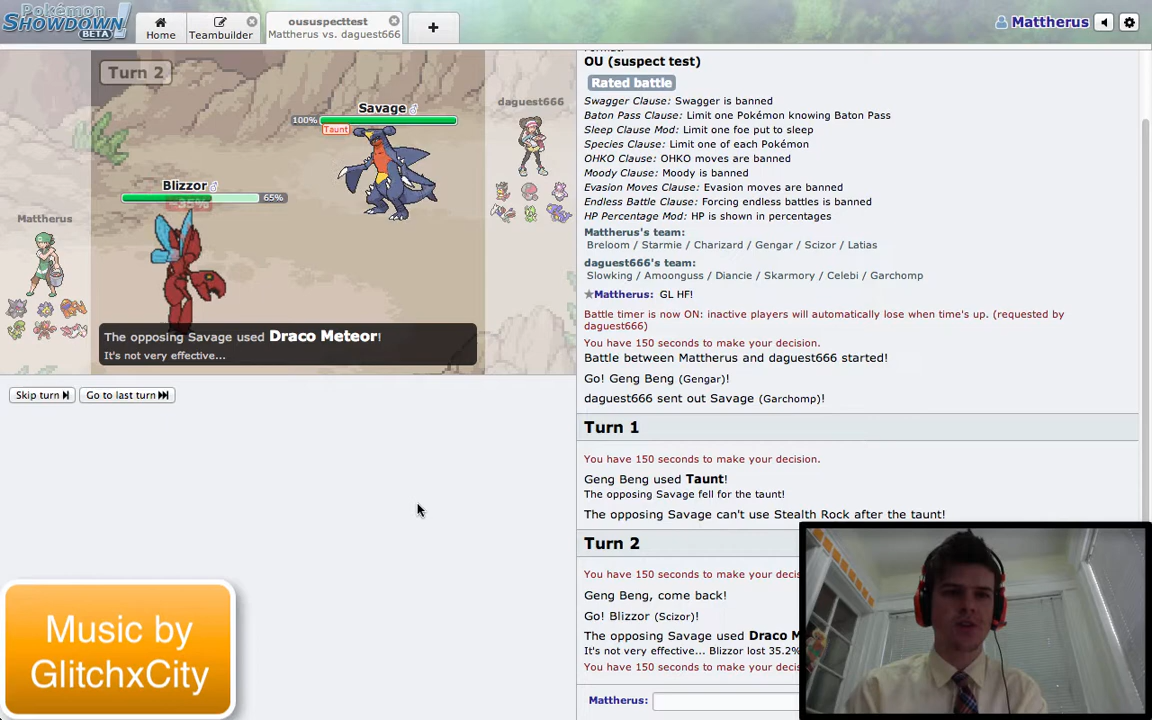 Pokémon
SHOWDOWN!
BETA
Home
Teambuilder
oususpecttest
Mattherus vs. daguest666
Mattherus
Turn 2
Savage ♂
100%
Taunt
Blizzor ♂
65%
−35%
Mattherus
daguest666
The opposing Savage used Draco Meteor!
It's not very effective...
Skip turn
Go to last turn
Music by
GlitchxCity
OU (suspect test)
Rated battle
Swagger Clause: Swagger is banned
Baton Pass Clause: Limit one Pokémon knowing Baton Pass
Sleep Clause Mod: Limit one foe put to sleep
Species Clause: Limit one of each Pokémon
OHKO Clause: OHKO moves are banned
Moody Clause: Moody is banned
Evasion Moves Clause: Evasion moves are banned
Endless Battle Clause: Forcing endless battles is banned
HP Percentage Mod: HP is shown in percentages
Mattherus's team:
Breloom / Starmie / Charizard / Gengar / Scizor / Latias
daguest666's team:
Slowking / Amoonguss / Diancie / Skarmory / Celebi / Garchomp
★Mattherus: GL HF!
Battle timer is now ON: inactive players will automatically lose when time's up. (requested by
daguest666)
You have 150 seconds to make your decision.
Battle between Mattherus and daguest666 started!
Go! Geng Beng (Gengar)!
daguest666 sent out Savage (Garchomp)!
Turn 1
You have 150 seconds to make your decision.
Geng Beng used Taunt!
The opposing Savage fell for the taunt!
The opposing Savage can't use Stealth Rock after the taunt!
Turn 2
You have 150 seconds to make your decis
Geng Beng, come back!
Go! Blizzor (Scizor)!
The opposing Savage used Draco M
It's not very effective... Blizzor lost 35.2%
You have 150 seconds to make your decis
Mattherus: